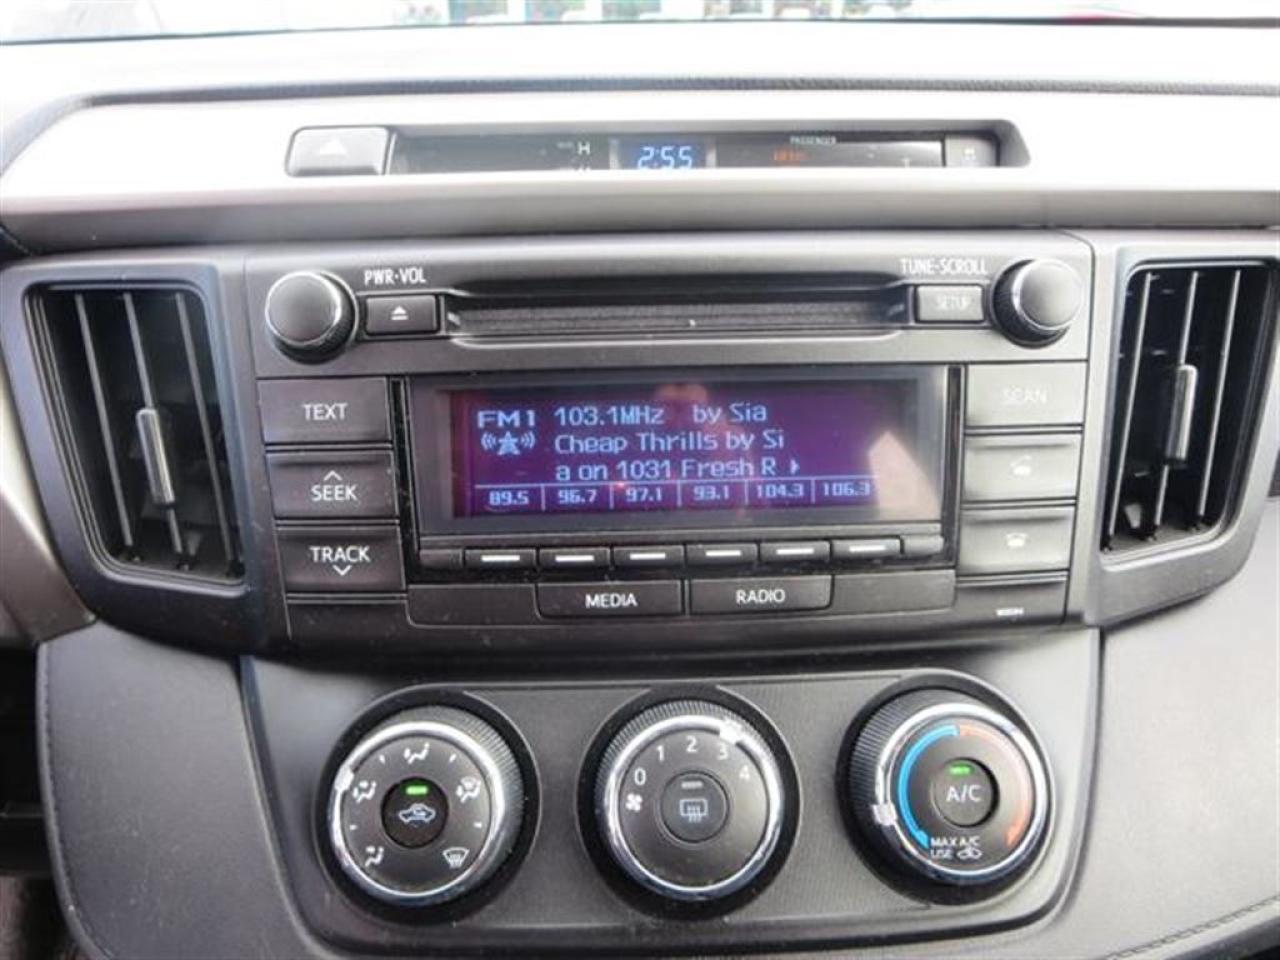 H
2:55
PASSENGER
PWR·VOL
TUNE·SCROLL
SETUP
TEXT
SCAN
FM1 103.1MHz by Sia
Cheap Thrills by Si
a on 1031 Fresh R
SEEK
89.5 96.7 97.1 93.1 104.3 106.3
TRACK
MEDIA
RADIO
0 1 2 3 4
A/C
MAX A/C
USE